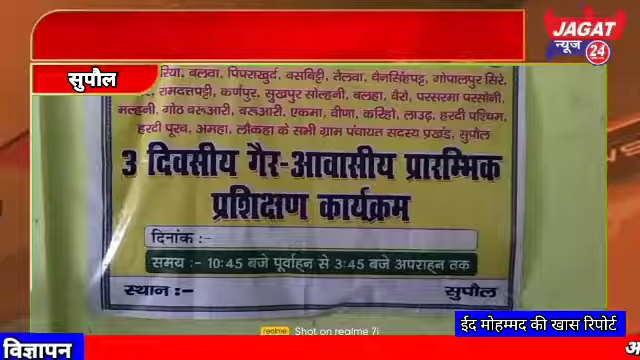 JAGAT
न्यूज 24
सुपौल
रिया, बलवा, पिपराखुर्द, बसबिट्टी, तेलवा, चैनसिंहपट्टी, गोपालपुर सिरे,
रामदत्तपट्टी, कर्णपुर, सुखपुर सोल्हनी, बलहा, बैरो, परसरमा परसौनी,
मल्हनी, गोठ बरूआरी, बरूआरी, एकमा, वीणा, करिहो, लाउढ़, हरदी पश्चिम,
हरदी पूरब, अमहा, लौकहा के सभी ग्राम पंचायत सदस्य प्रखंड, सुपौल
3 दिवसीय गैर-आवासीय प्रारम्भिक
प्रशिक्षण कार्यक्रम
दिनांक :-
समय :- 10:45 बजे पूर्वाहन से 3:45 बजे अपराहन तक
स्थान :- सुपौल
realme Shot on realme 7i
ईद मोहम्मद की खास रिपोर्ट
विज्ञापन